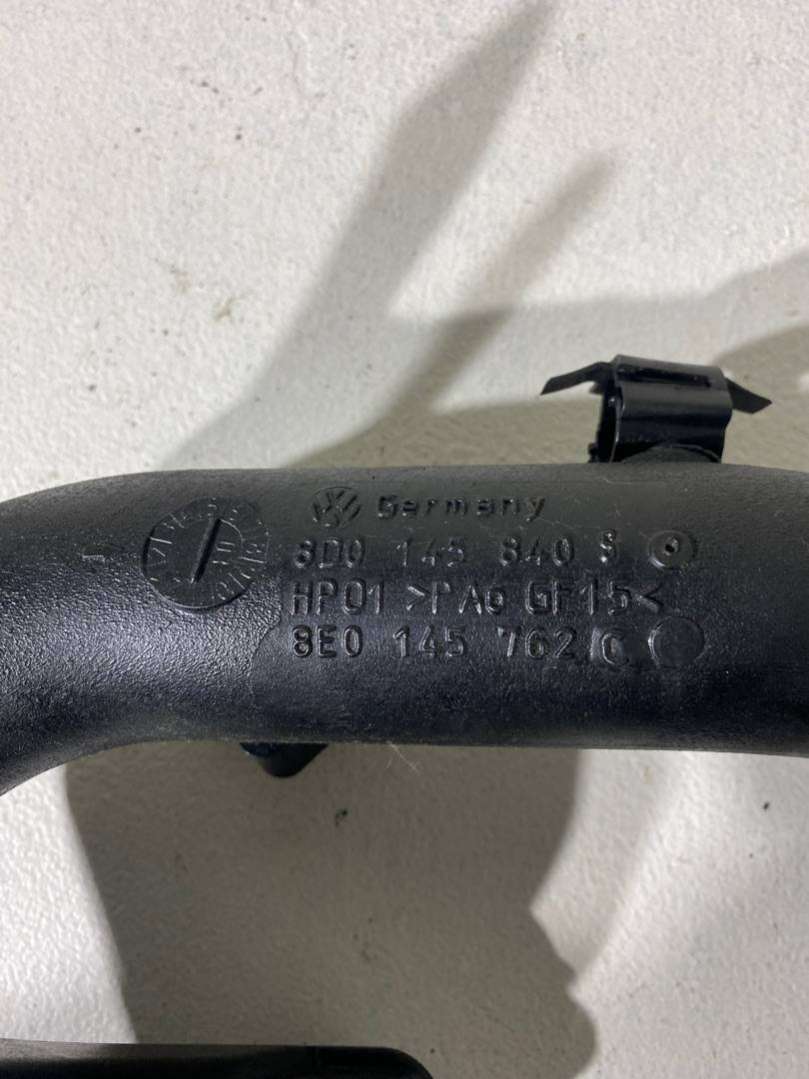 Germany
8D0 145 840 S
HP01 >PA6 GF15<
8E0 145 762 C